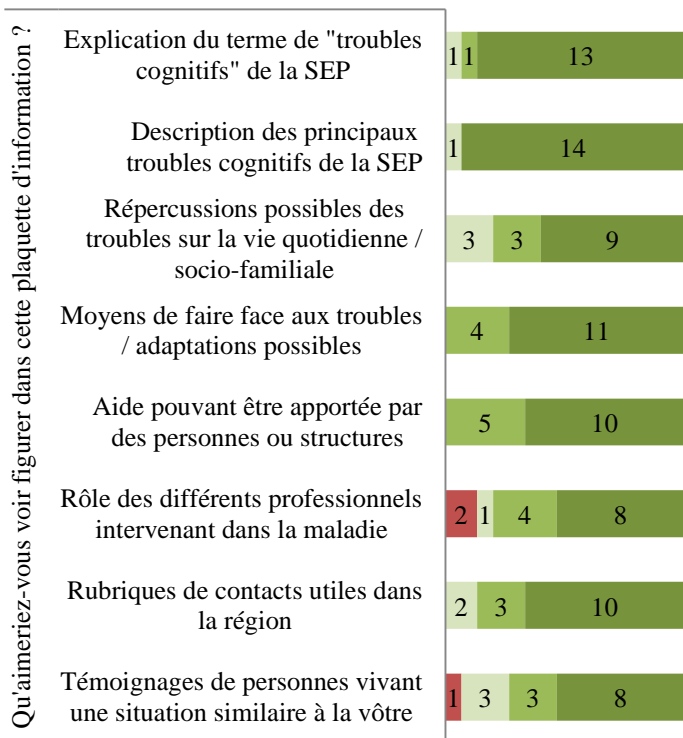 Qu'aimeriez-vous voir figurer dans cette plaquette d'information ?
Explication du terme de "troubles
cognitifs" de la SEP
1 1 13
Description des principaux
troubles cognitifs de la SEP
1 14
Répercussions possibles des
troubles sur la vie quotidienne /
socio-familiale
3 3 9
Moyens de faire face aux troubles
/ adaptations possibles
4 11
Aide pouvant être apportée par
des personnes ou structures
5 10
Rôle des différents professionnels
intervenant dans la maladie
2 1 4 8
Rubriques de contacts utiles dans
la région
2 3 10
Témoignages de personnes vivant
une situation similaire à la vôtre
1 3 3 8